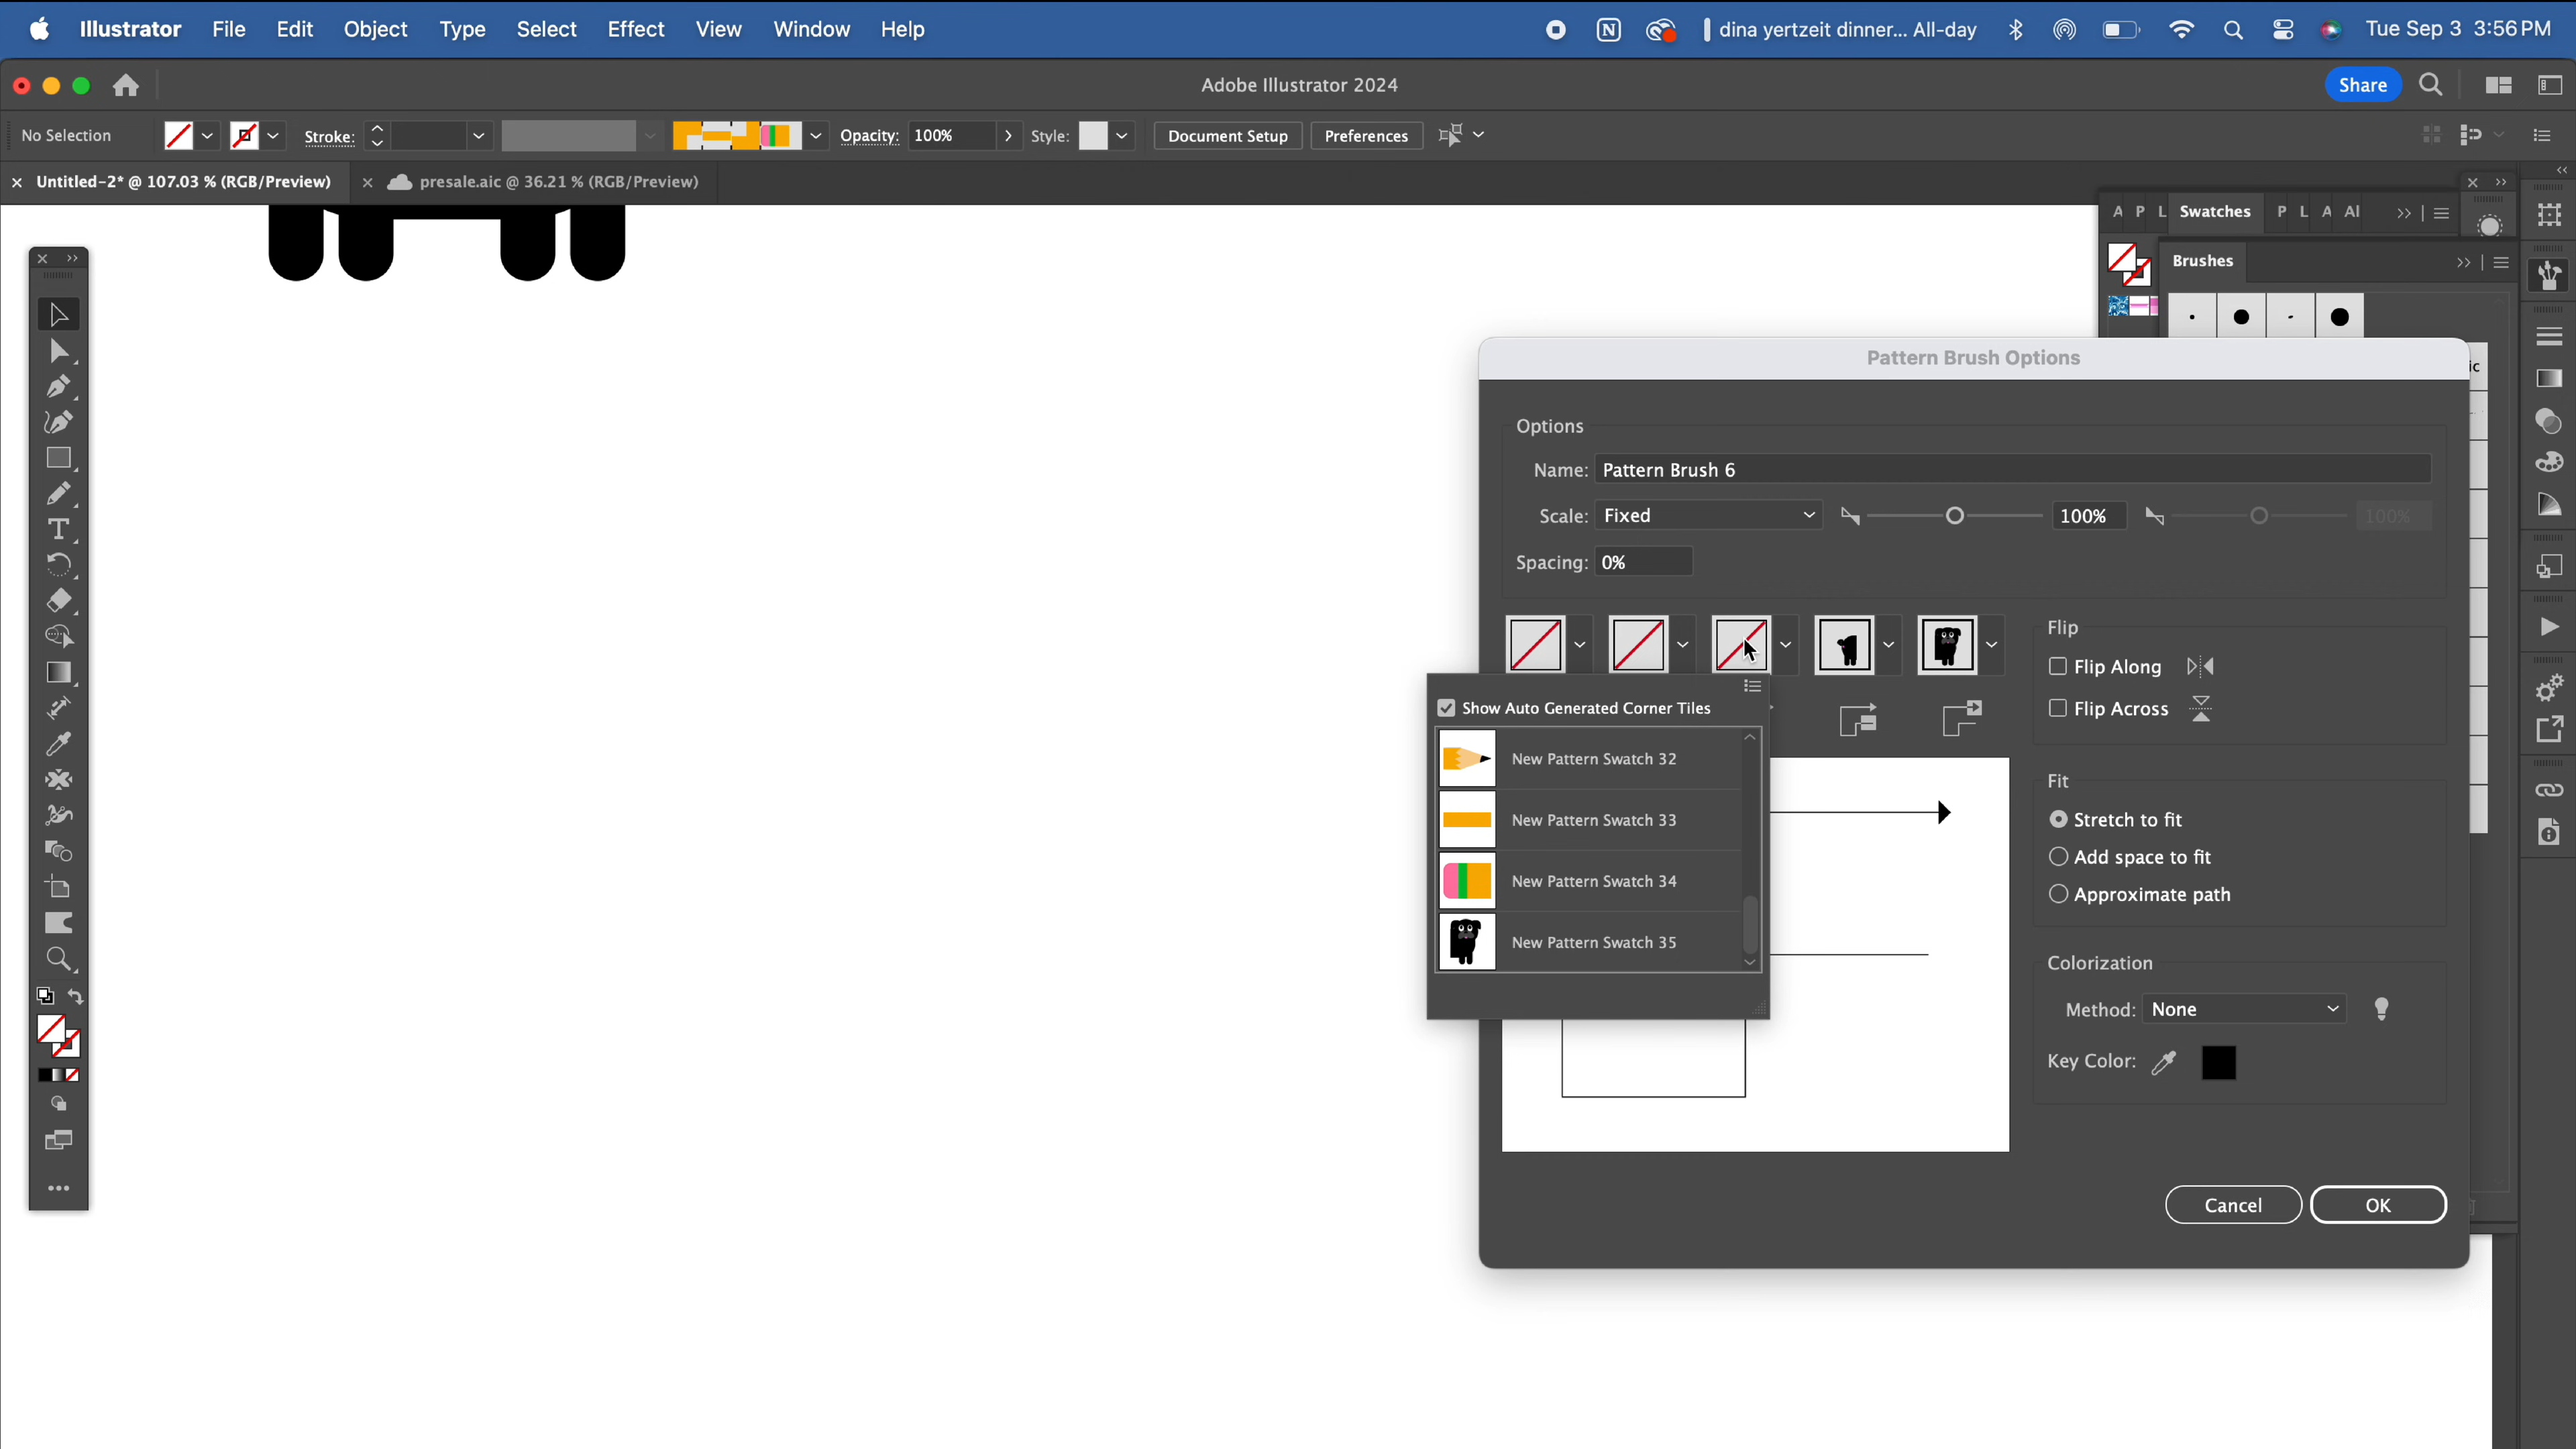 Illustrator File Edit Object Type Select Effect View Window Help dina yertzeit dinner... All-day Tue Sep 3 3:56 PM
Adobe Illustrator 2024 Share
No Selection Stroke: Opacity: 100% Style: Document Setup Preferences
Untitled-2* @ 107.03 % (RGB/Preview) presale.aic @ 36.21 % (RGB/Preview)
A P L Swatches P L A Al
Brushes
Pattern Brush Options
ic
Options
Name: Pattern Brush 6
Scale: Fixed 100% 100%
Spacing: 0%
Flip
Flip Along
Flip Across
Show Auto Generated Corner Tiles
New Pattern Swatch 32
New Pattern Swatch 33
New Pattern Swatch 34
New Pattern Swatch 35
Fit
Stretch to fit
Add space to fit
Approximate path
Colorization
Method: None
Key Color:
Cancel OK